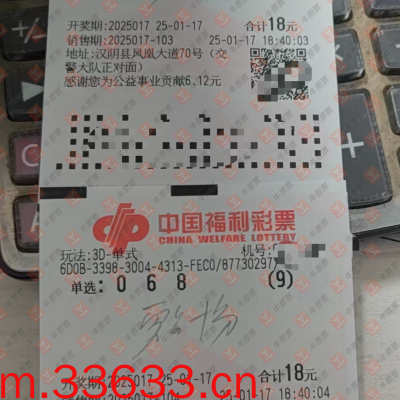 开奖期:2025017 25-01-17 合计18元
销售期:2025017-103 25-01-17 18:40:03
地址:汉阴县凤凰大道70号（交
警大队正对面）
感谢您为公益事业贡献6.12元
中国福利彩票
CHINA WELFARE LOTTERY
玩法:3D-单式 机号:
6D0B-3398-3004-4313-FEC0/87730297
单选: 0 6 8 (9)
开奖期:2025017 25-01-17 合计18元
25-01-17 18:40:04
m.33633.cn